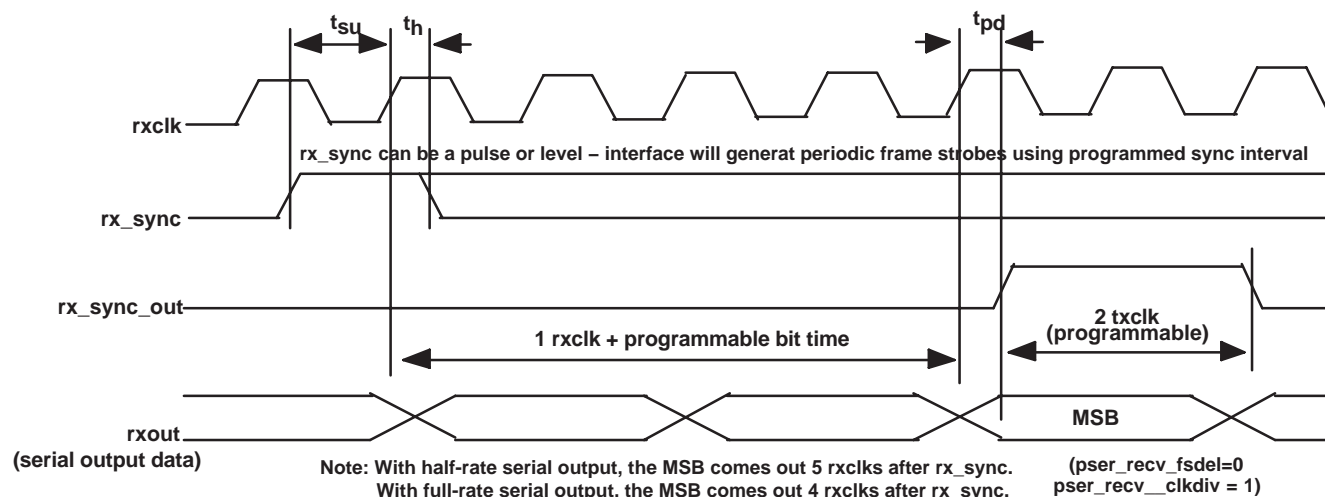 tsu
th
tpd
rxclk
rx_sync can be a pulse or level – interface will generat periodic frame strobes using programmed sync interval
rx_sync
rx_sync_out
2 txclk
(programmable)
1 rxclk + programmable bit time
MSB
rxout
(serial output data)
Note: With half-rate serial output, the MSB comes out 5 rxclks after rx_sync.
With full-rate serial output, the MSB comes out 4 rxclks after rx_sync.
(pser_recv_fsdel=0
pser_recv__clkdiv = 1)